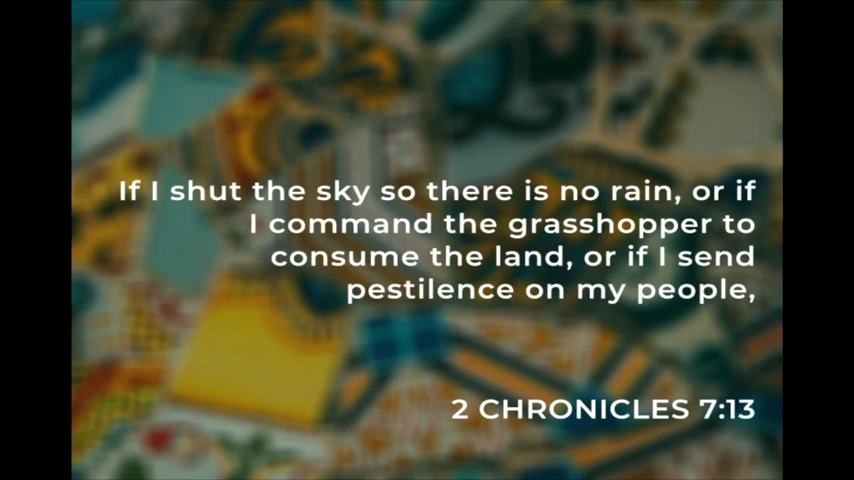 If I shut the sky so there is no rain, or if
I command the grasshopper to
consume the land, or if I send
pestilence on my people,
2 CHRONICLES 7:13